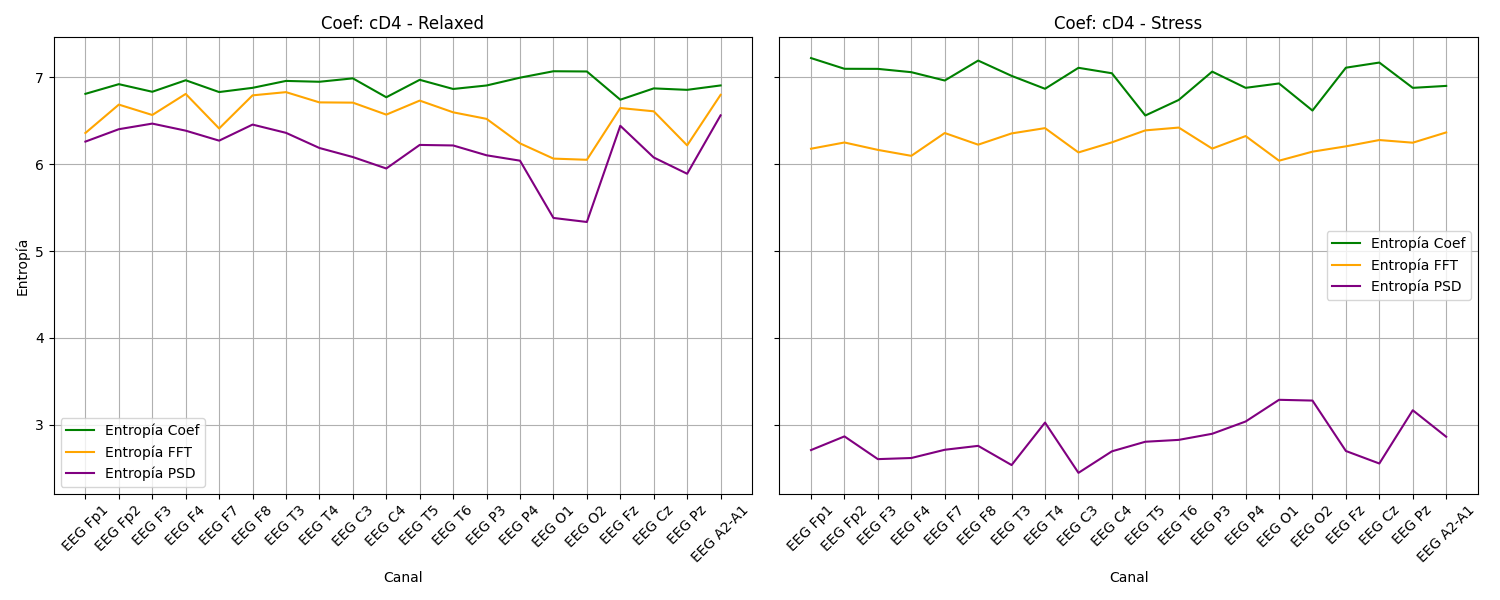 Coef: cD4 - Relaxed
Entropía
7
6
5
4
3
Entropía Coef
Entropía FFT
Entropía PSD
EEG Fp1
EEG Fp2
EEG F3
EEG F4
EEG F7
EEG F8
EEG T3
EEG T4
EEG C3
EEG C4
EEG T5
EEG T6
EEG P3
EEG P4
EEG O1
EEG O2
EEG Fz
EEG Cz
EEG Pz
EEG A2-A1
Canal
Coef: cD4 - Stress
Entropía Coef
Entropía FFT
Entropía PSD
EEG Fp1
EEG Fp2
EEG F3
EEG F4
EEG F7
EEG F8
EEG T3
EEG T4
EEG C3
EEG C4
EEG T5
EEG T6
EEG P3
EEG P4
EEG O1
EEG O2
EEG Fz
EEG Cz
EEG Pz
EEG A2-A1
Canal